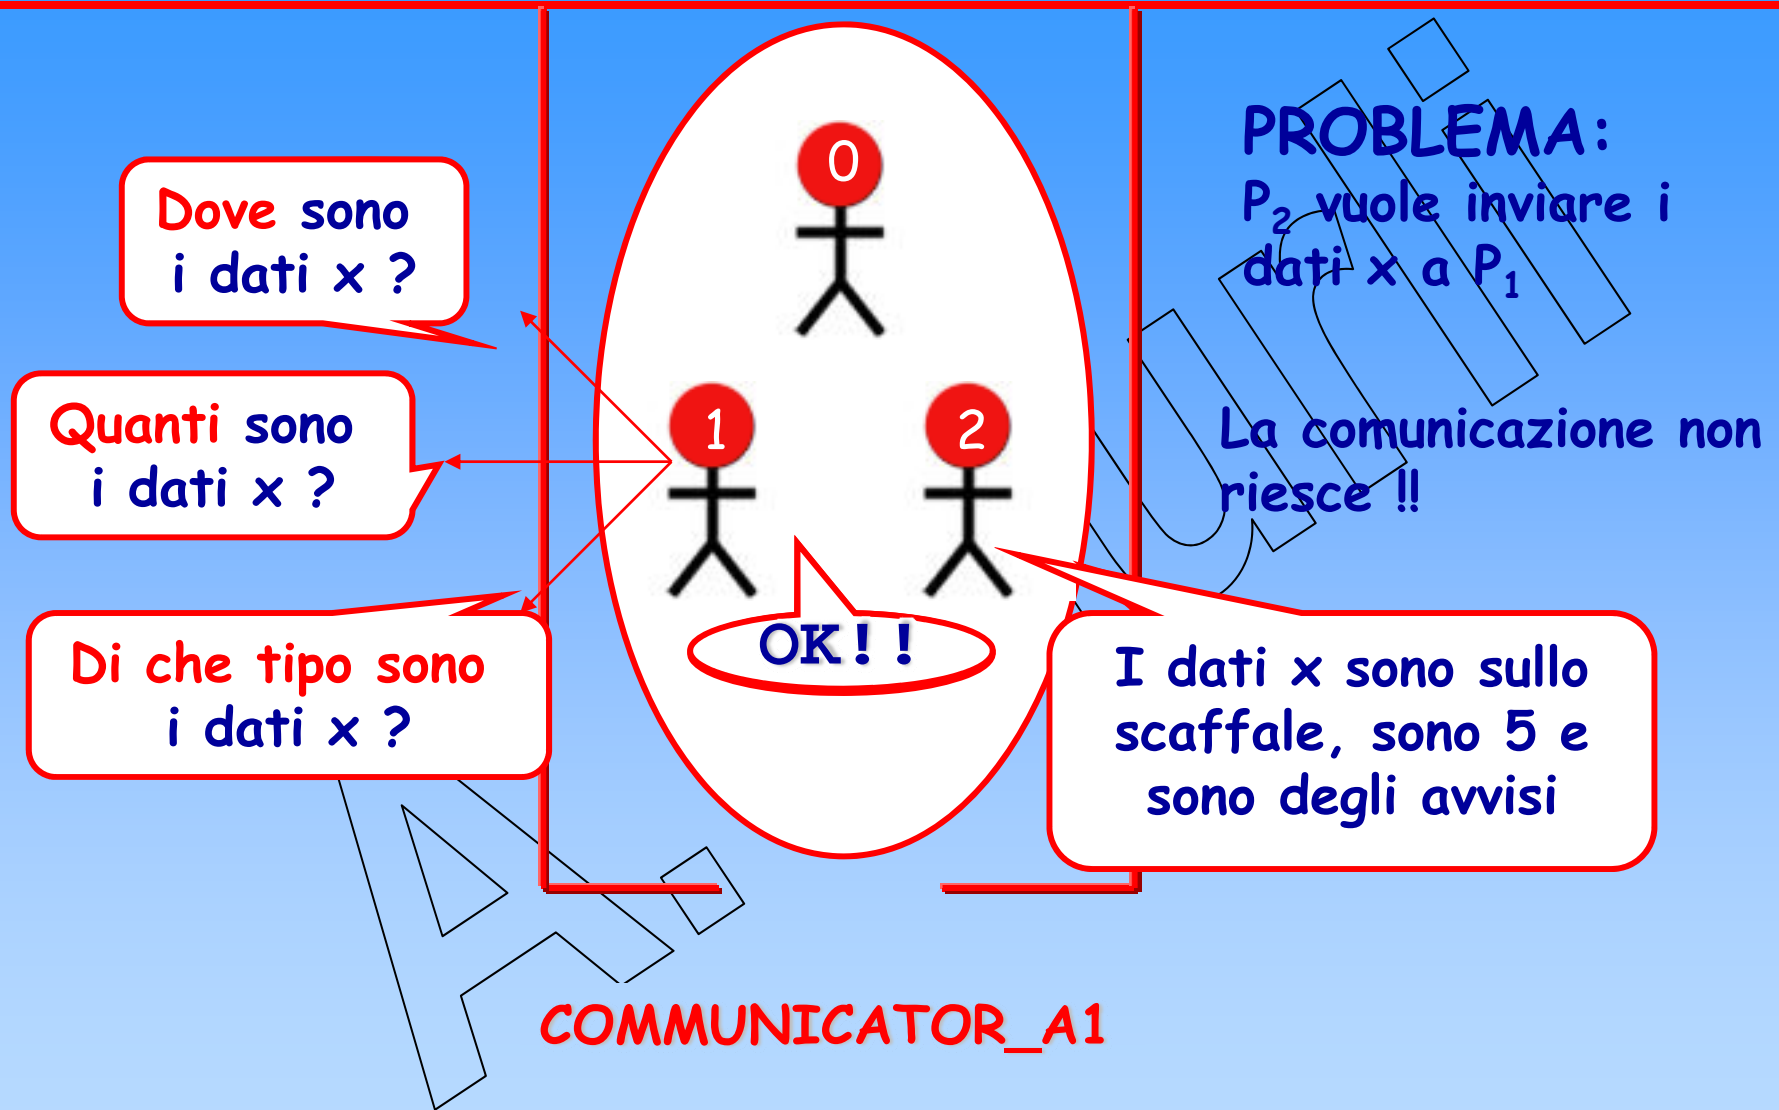 PROBLEMA:
P₂ vuole inviare i
dati x a P₁
La comunicazione non
riesce !!
0
1
2
Dove sono
i dati x ?
Quanti sono
i dati x ?
Di che tipo sono
i dati x ?
OK!!
I dati x sono sullo
scaffale, sono 5 e
sono degli avvisi
COMMUNICATOR_A1